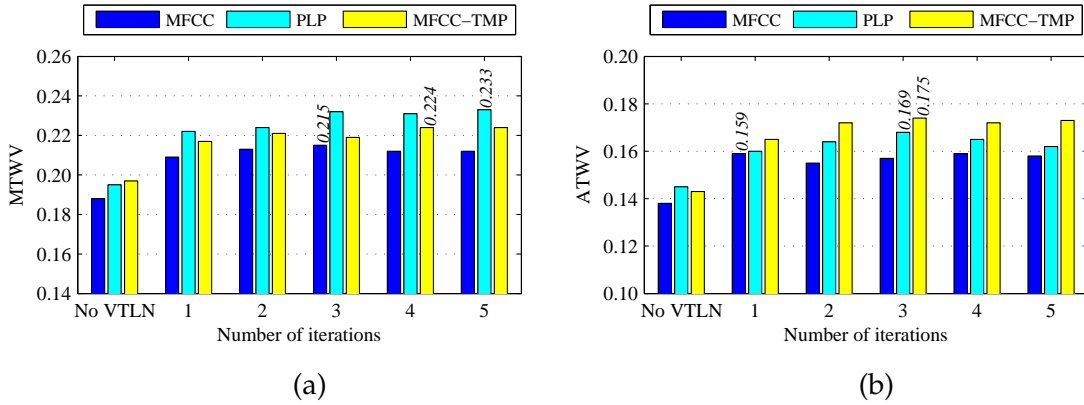 MFCC PLP MFCC−TMP
0.26
0.24
0.22
0.20
0.18
0.16
0.14
MTWV
0.215
0.224
0.233
No VTLN 1 2 3 4 5
Number of iterations
(a)
MFCC PLP MFCC−TMP
0.20
0.18
0.16
0.14
0.12
0.10
ATWV
0.159
0.169
0.175
No VTLN 1 2 3 4 5
Number of iterations
(b)